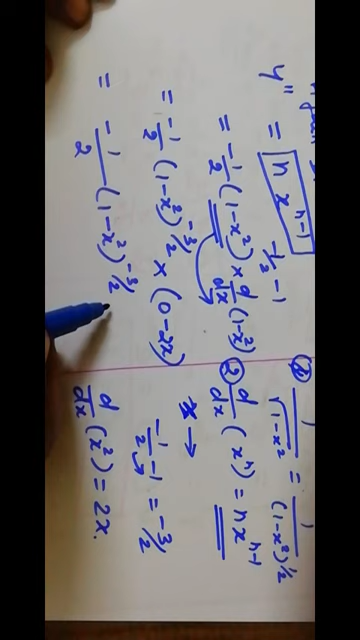 y" = n x^(n-1)
= -1/2 (1-x²)^(-1/2 - 1) × d/dx (1-x²)
= -1/2 (1-x²)^(-3/2) × (0-2x)
= -1/2 (1-x²)^(-3/2)
① 1/√(1-x²) = 1/(1-x²)^(1/2)
② d/dx (xⁿ) = nx^(n-1)
→
-1/2 - 1 = -3/2
d/dx (x²) = 2x.